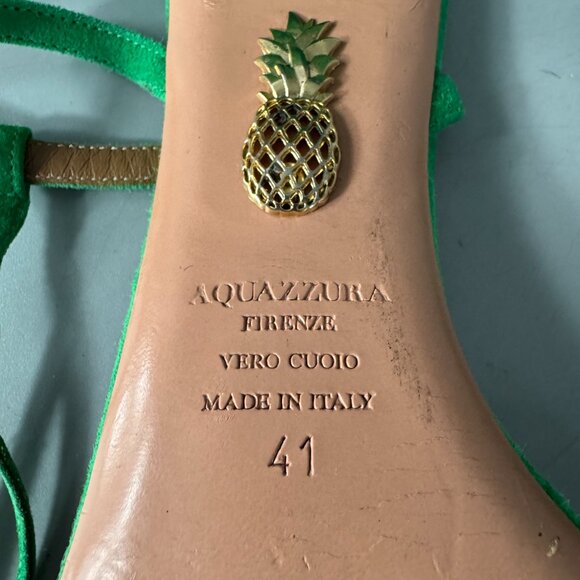 AQUAZZURA
FIRENZE
VERO CUOIO
MADE IN ITALY
41